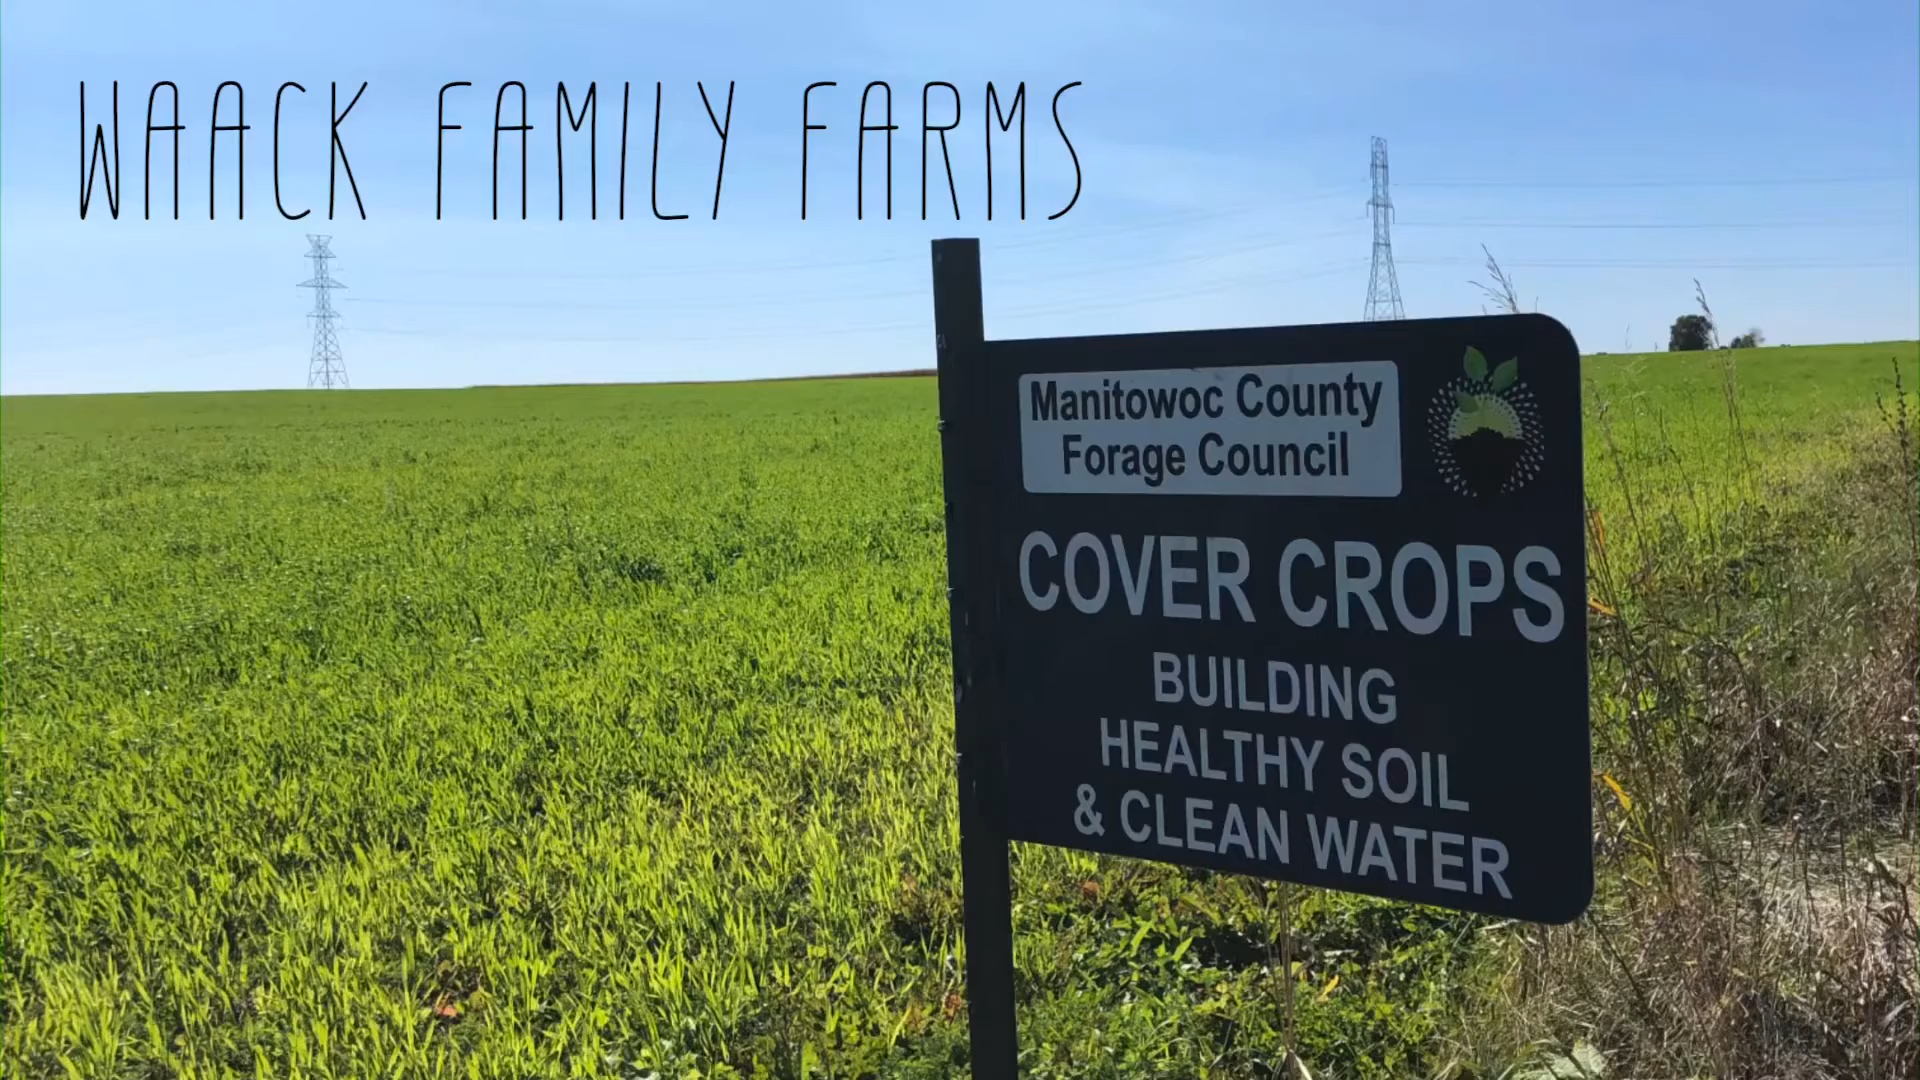 WAACK FAMILY FARMS
Manitowoc County
Forage Council
COVER CROPS
BUILDING
HEALTHY SOIL
& CLEAN WATER